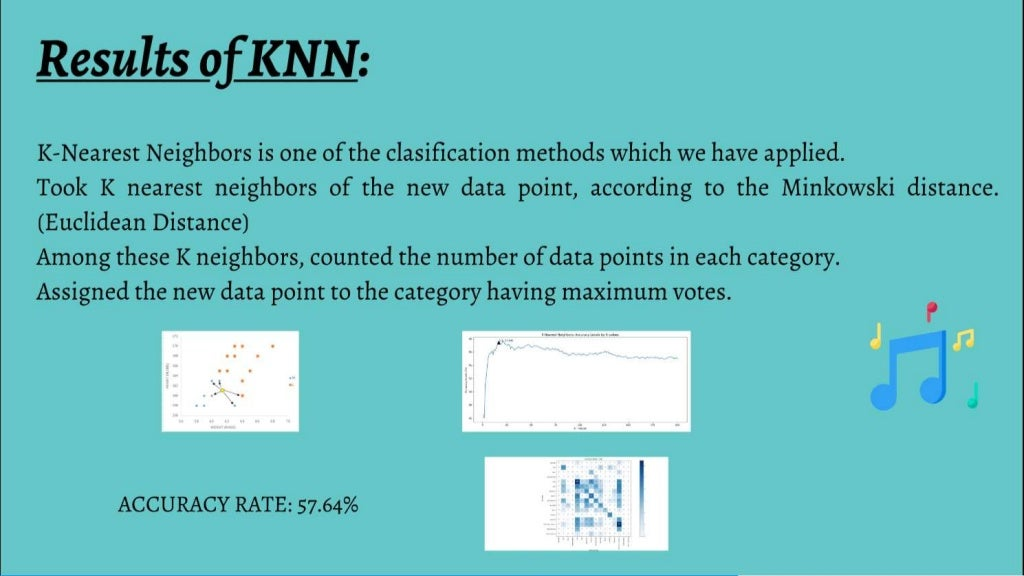 Results of KNN:
K-Nearest Neighbors is one of the clasification methods which we have applied.
Took K nearest neighbors of the new data point, according to the Minkowski distance.
(Euclidean Distance)
Among these K neighbors, counted the number of data points in each category.
Assigned the new data point to the category having maximum votes.
ACCURACY RATE: 57.64%